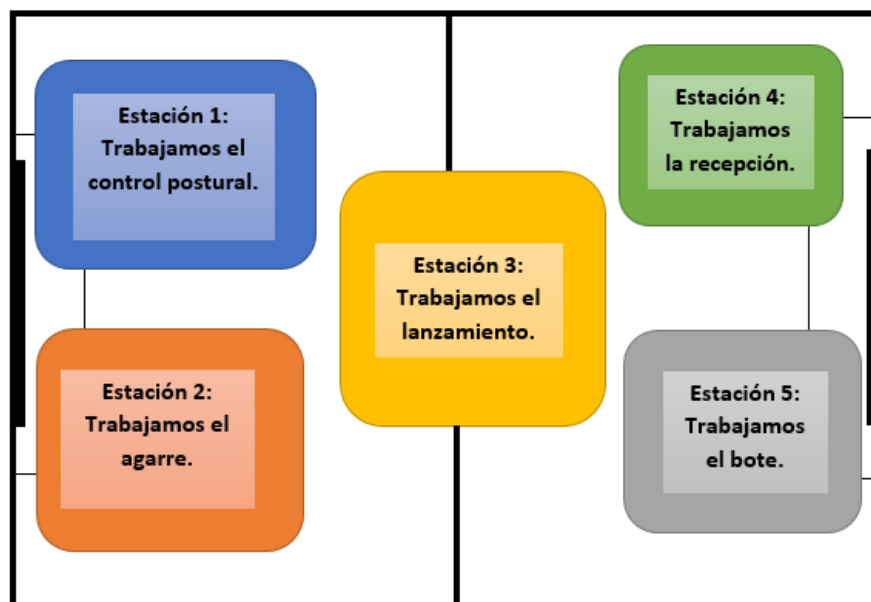 Estación 1:
Trabajamos el
control postural.
Estación 2:
Trabajamos el
agarre.
Estación 3:
Trabajamos el
lanzamiento.
Estación 4:
Trabajamos
la recepción.
Estación 5:
Trabajamos
el bote.